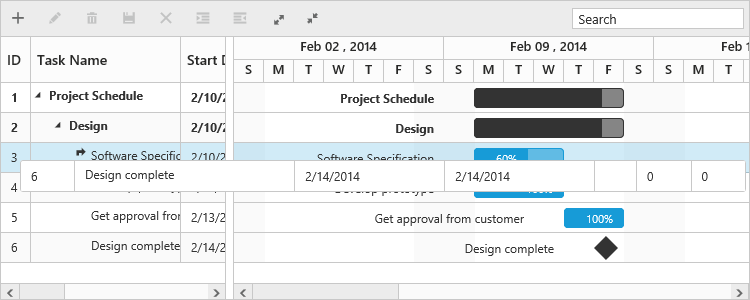 Search
Feb 02 , 2014 Feb 09 , 2014 Feb 1
ID Task Name Start D
S M T W T F S S M T W T F S S M T
1 Project Schedule 2/10/2 Project Schedule
2 Design 2/10/2 Design
3 Software Specific 2/10/2 Software Specification 60%
6 Design complete 2/14/2014 2/14/2014 0 0
4 Develop prototype 100%
5 Get approval from 2/13/2 Get approval from customer 100%
6 Design complete 2/14/2 Design complete